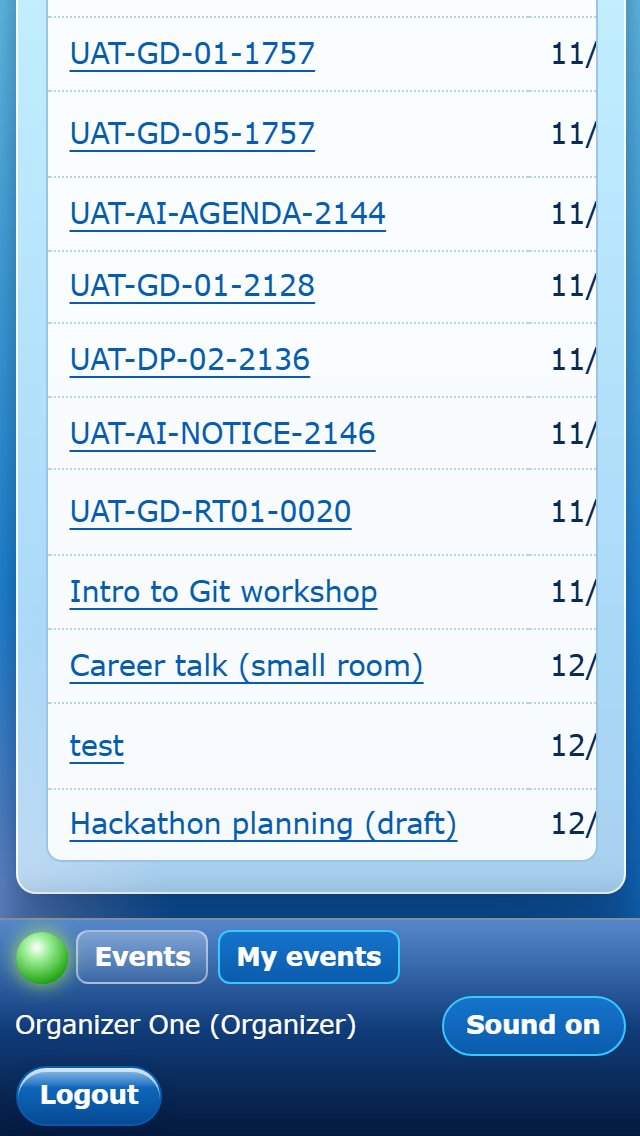 UAT-GD-01-1757 11/
UAT-GD-05-1757 11/
UAT-AI-AGENDA-2144 11/
UAT-GD-01-2128 11/
UAT-DP-02-2136 11/
UAT-AI-NOTICE-2146 11/
UAT-GD-RT01-0020 11/
Intro to Git workshop 11/
Career talk (small room) 12/
test 12/
Hackathon planning (draft) 12/
Events My events
Organizer One (Organizer) Sound on
Logout